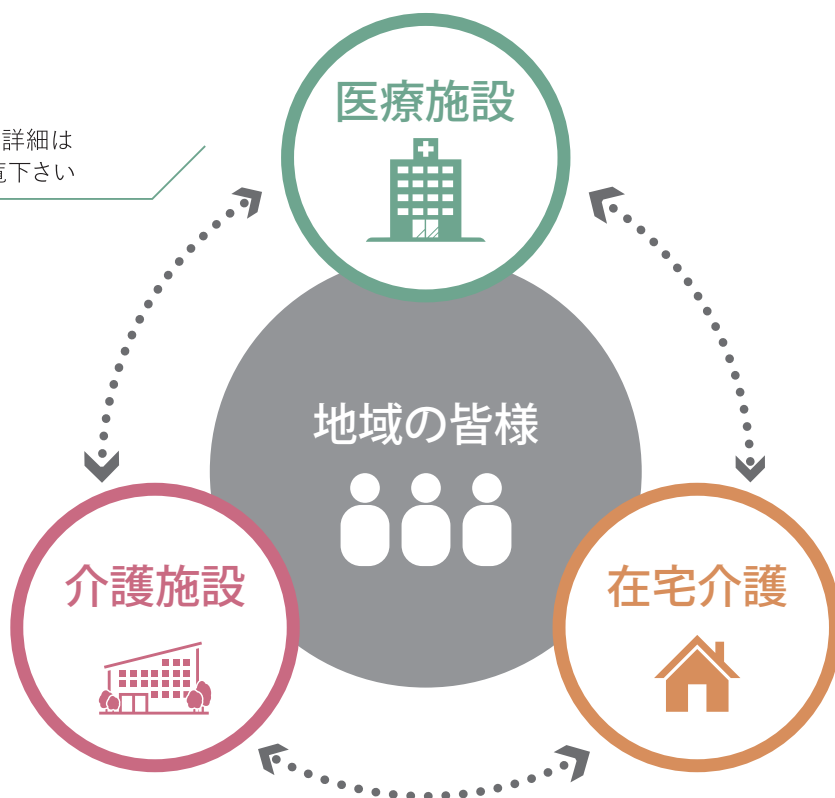 医療施設
詳細は
覧下さい
地域の皆様
介護施設
在宅介護